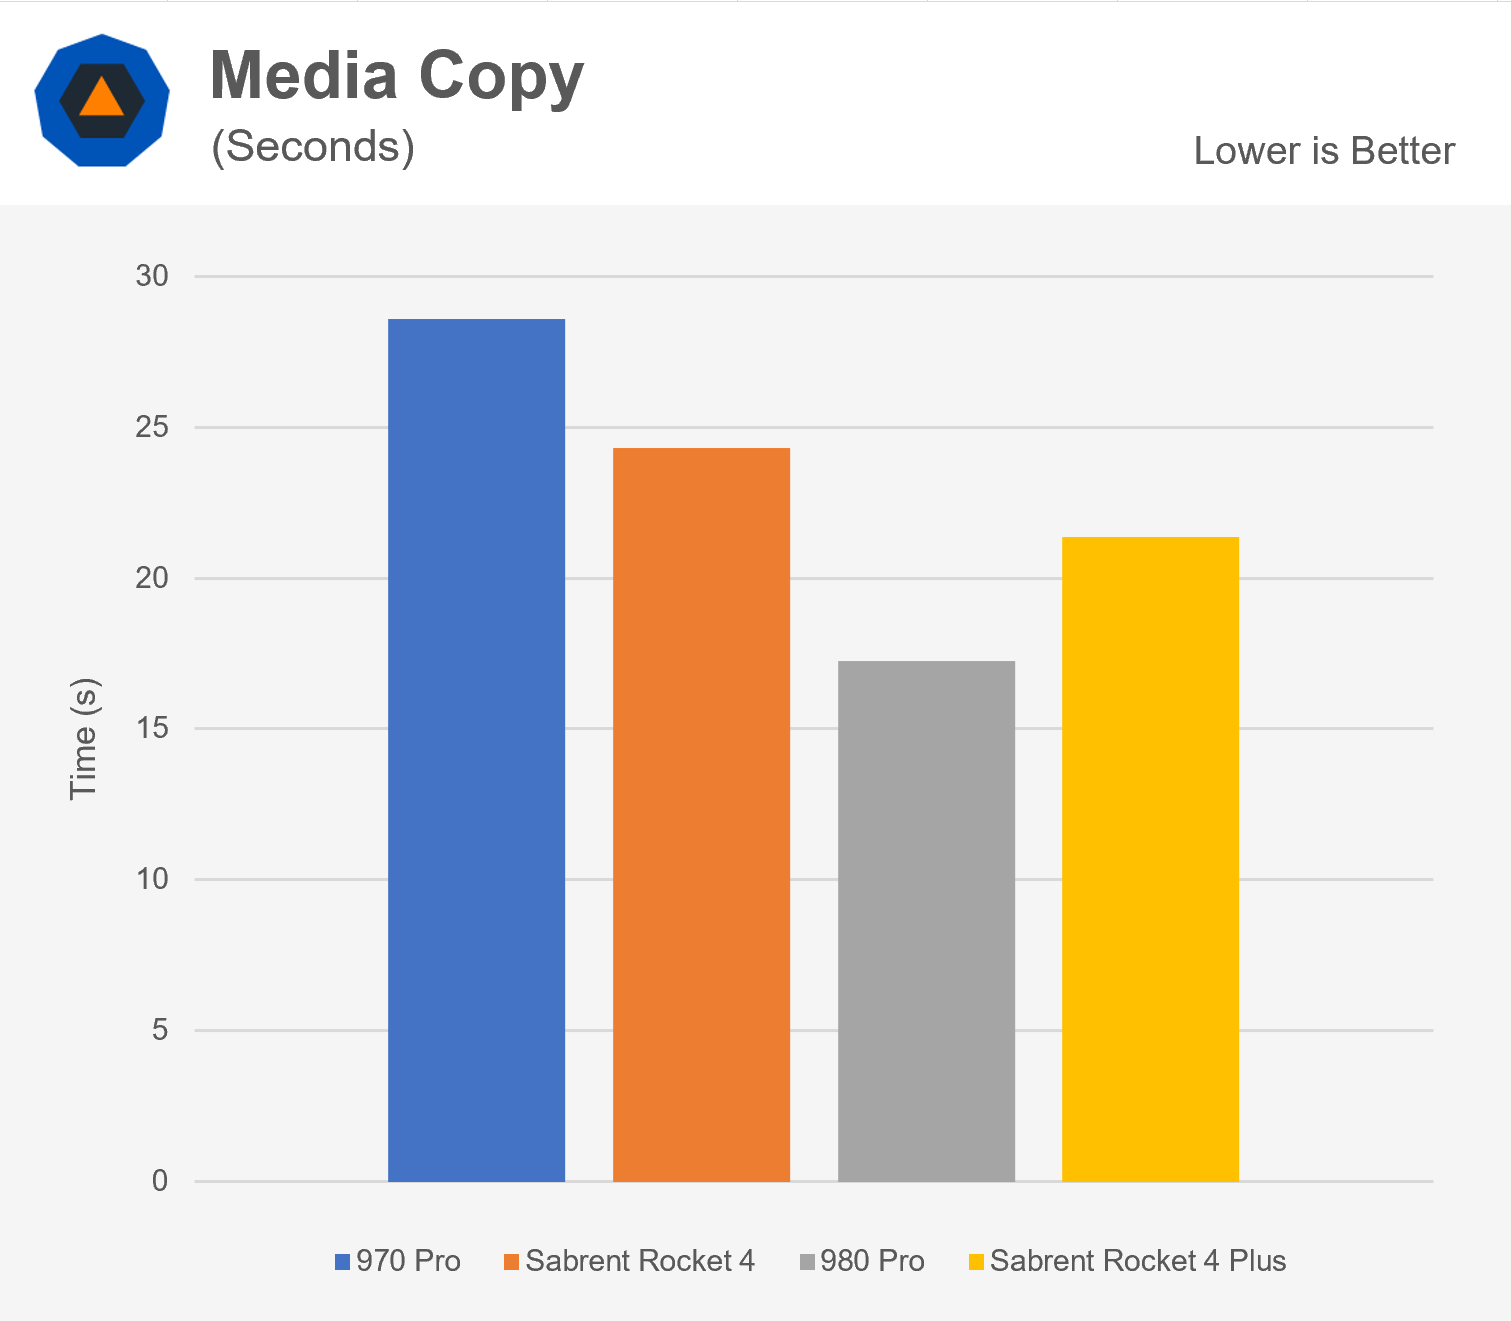 Media Copy
(Seconds)
Lower is Better
30
25
20
15
10
5
0
Time (s)
970 Pro
Sabrent Rocket 4
980 Pro
Sabrent Rocket 4 Plus